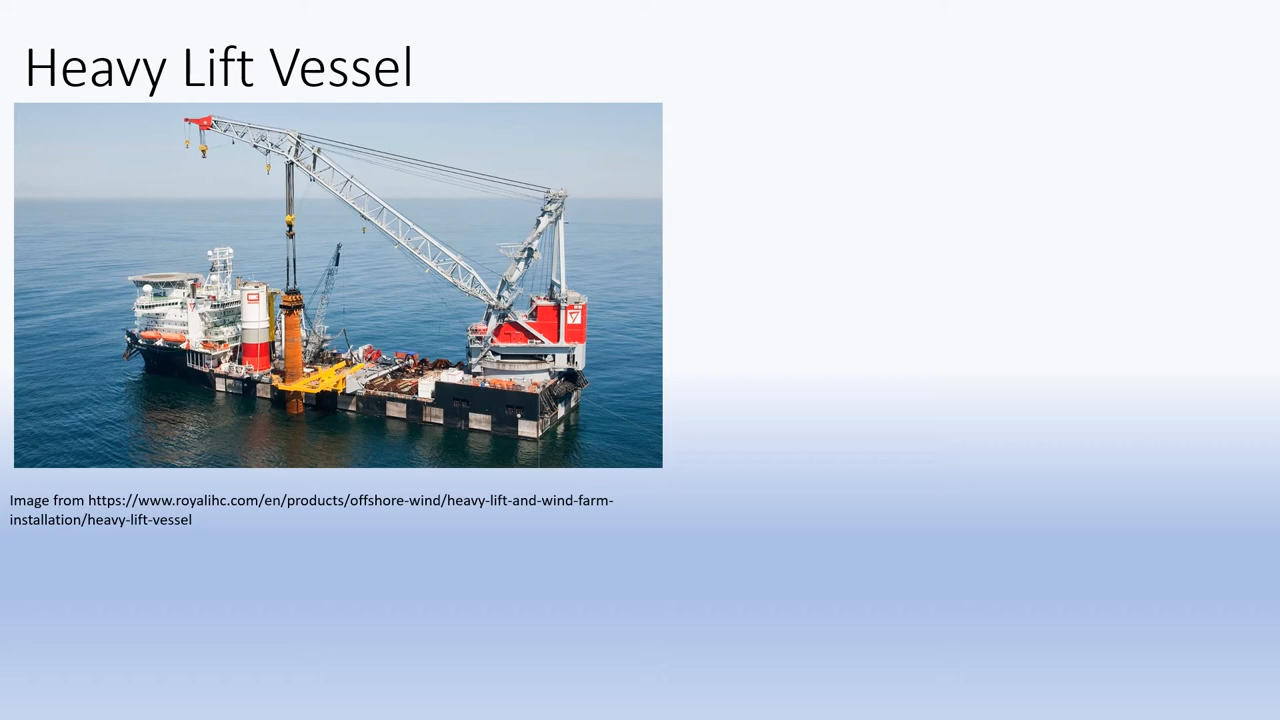 Heavy Lift Vessel
Image from https://www.royalihc.com/en/products/offshore-wind/heavy-lift-and-wind-farm-
installation/heavy-lift-vessel